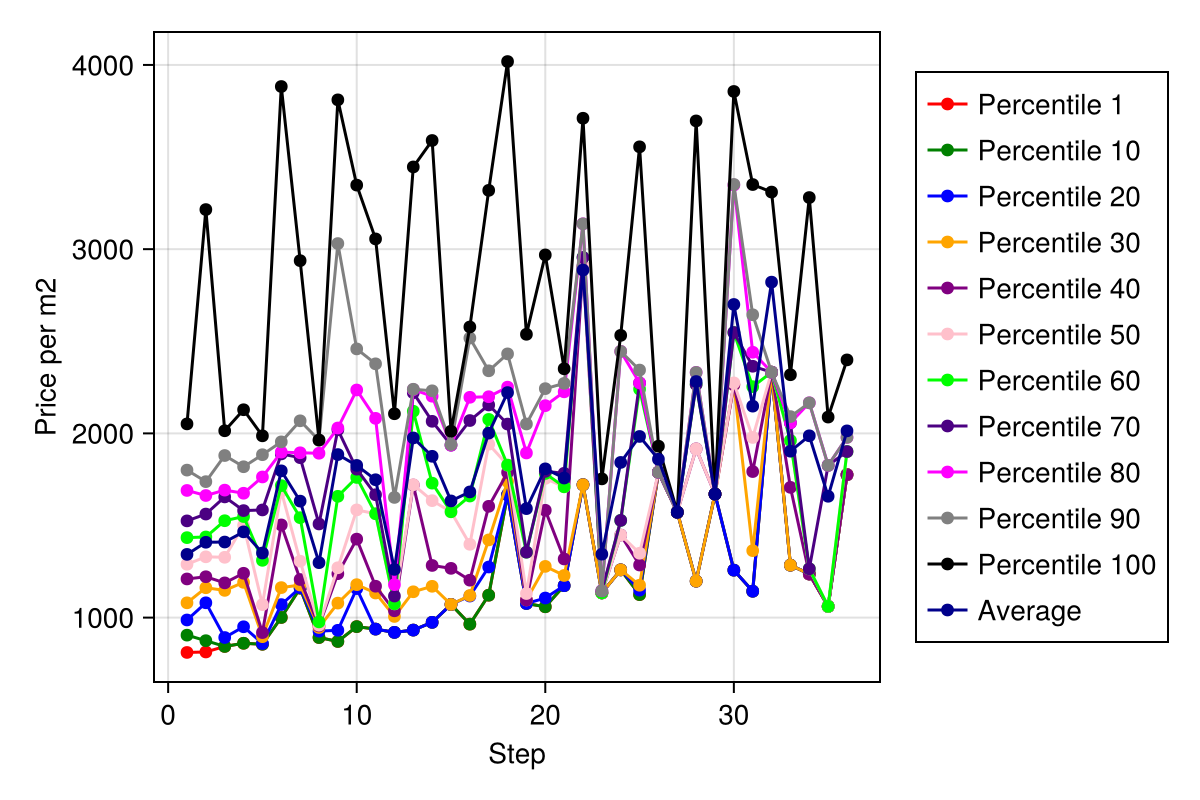 4000
3000
2000
1000
Price per m2
0
10
20
30
Step
Percentile 1
Percentile 10
Percentile 20
Percentile 30
Percentile 40
Percentile 50
Percentile 60
Percentile 70
Percentile 80
Percentile 90
Percentile 100
Average